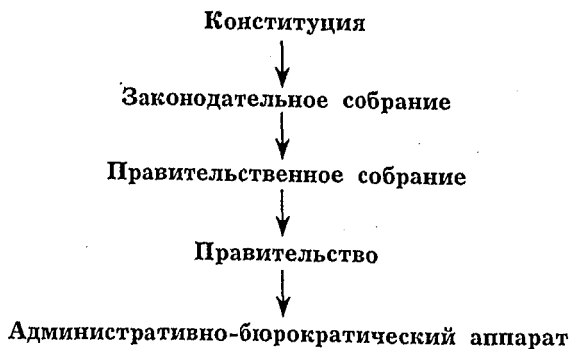 Конституция
Законодательное собрание
Правительственное собрание
Правительство
Административно-бюрократический аппарат